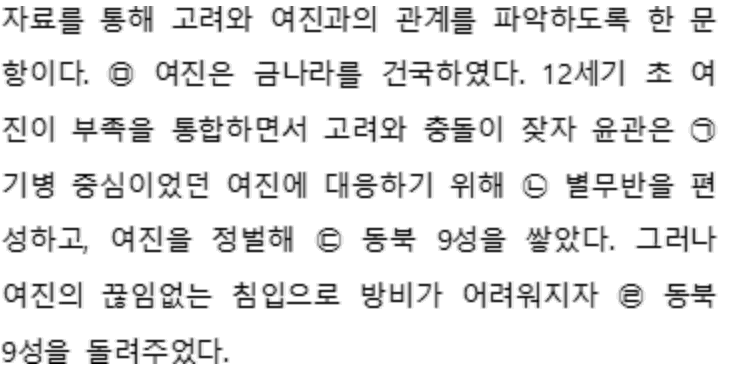 자료를 통해 고려와 여진과의 관계를 파악하도록 한 문
항이다. ㉤ 여진은 금나라를 건국하였다. 12세기 초 여
진이 부족을 통합하면서 고려와 충돌이 잦자 윤관은 ㉠
기병 중심이었던 여진에 대응하기 위해 ㉡ 별무반을 편
성하고, 여진을 정벌해 ㉢ 동북 9성을 쌓았다. 그러나
여진의 끊임없는 침입으로 방비가 어려워지자 ㉣ 동북
9성을 돌려주었다.